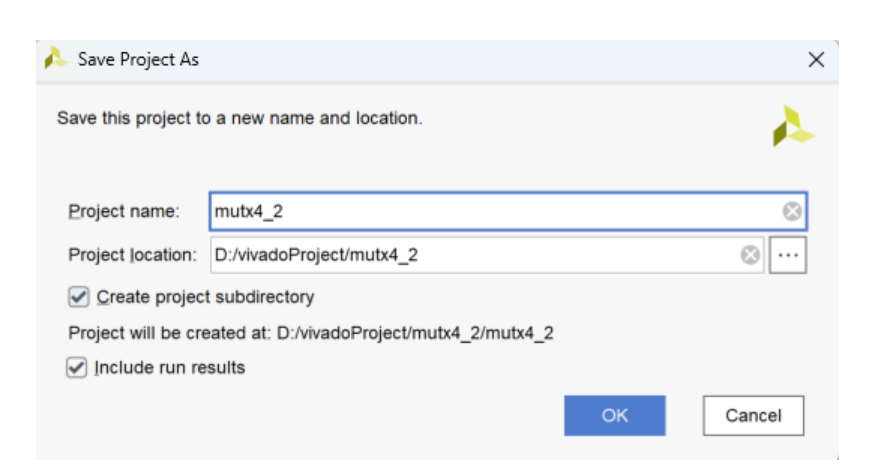 Save Project As
Save this project to a new name and location.
Project name: mutx4_2
Project location: D:/vivadoProject/mutx4_2 ...
Create project subdirectory
Project will be created at: D:/vivadoProject/mutx4_2/mutx4_2
Include run results
OK Cancel